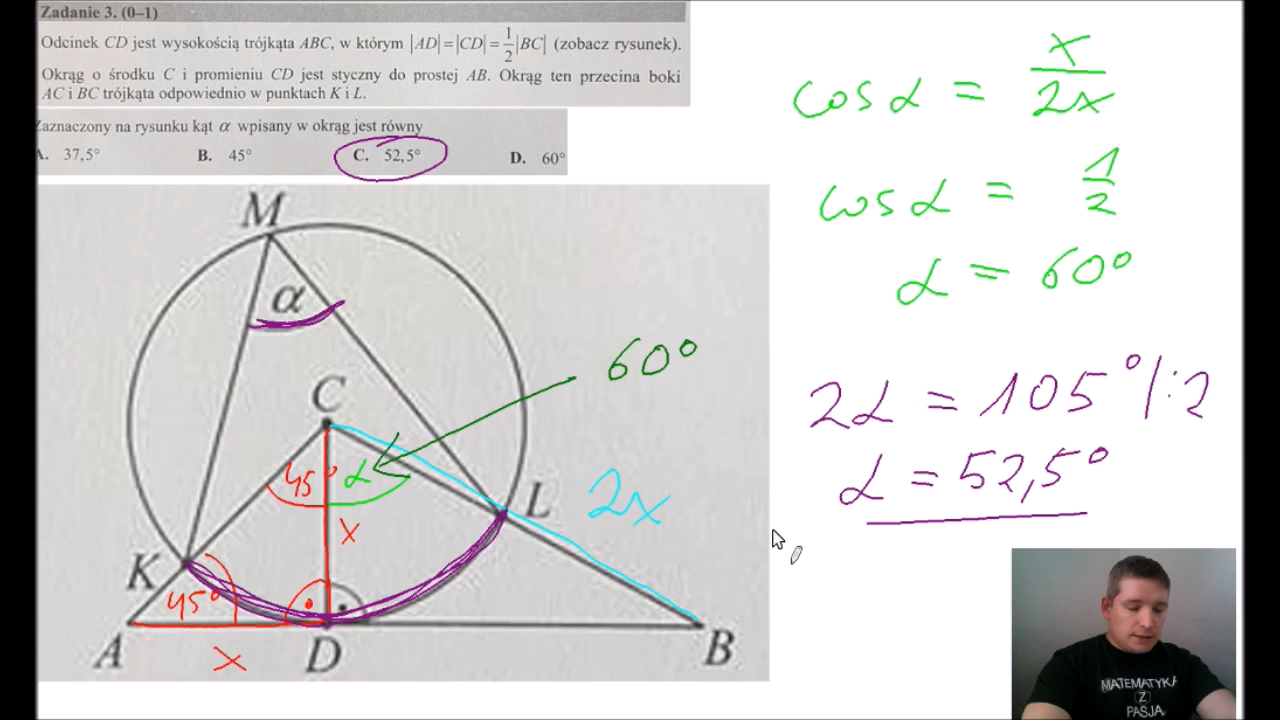 Zadanie 3. (0–1)
Odcinek CD jest wysokością trójkąta ABC, w którym |AD|=|CD|=1/2|BC| (zobacz rysunek).
Okrąg o środku C i promieniu CD jest styczny do prostej AB. Okrąg ten przecina boki
AC i BC trójkąta odpowiednio w punktach K i L.
Zaznaczony na rysunku kąt α wpisany w okrąg jest równy
A. 37,5° B. 45° C. 52,5° D. 60°
M
α
C
45° α
60°
x
K
L
2x
45°
A
x
D
B
cosα = x/2x
cosα = 1/2
α = 60°
2α = 105° /:2
α = 52,5°
MATEMATYKA
Z
PASJĄ